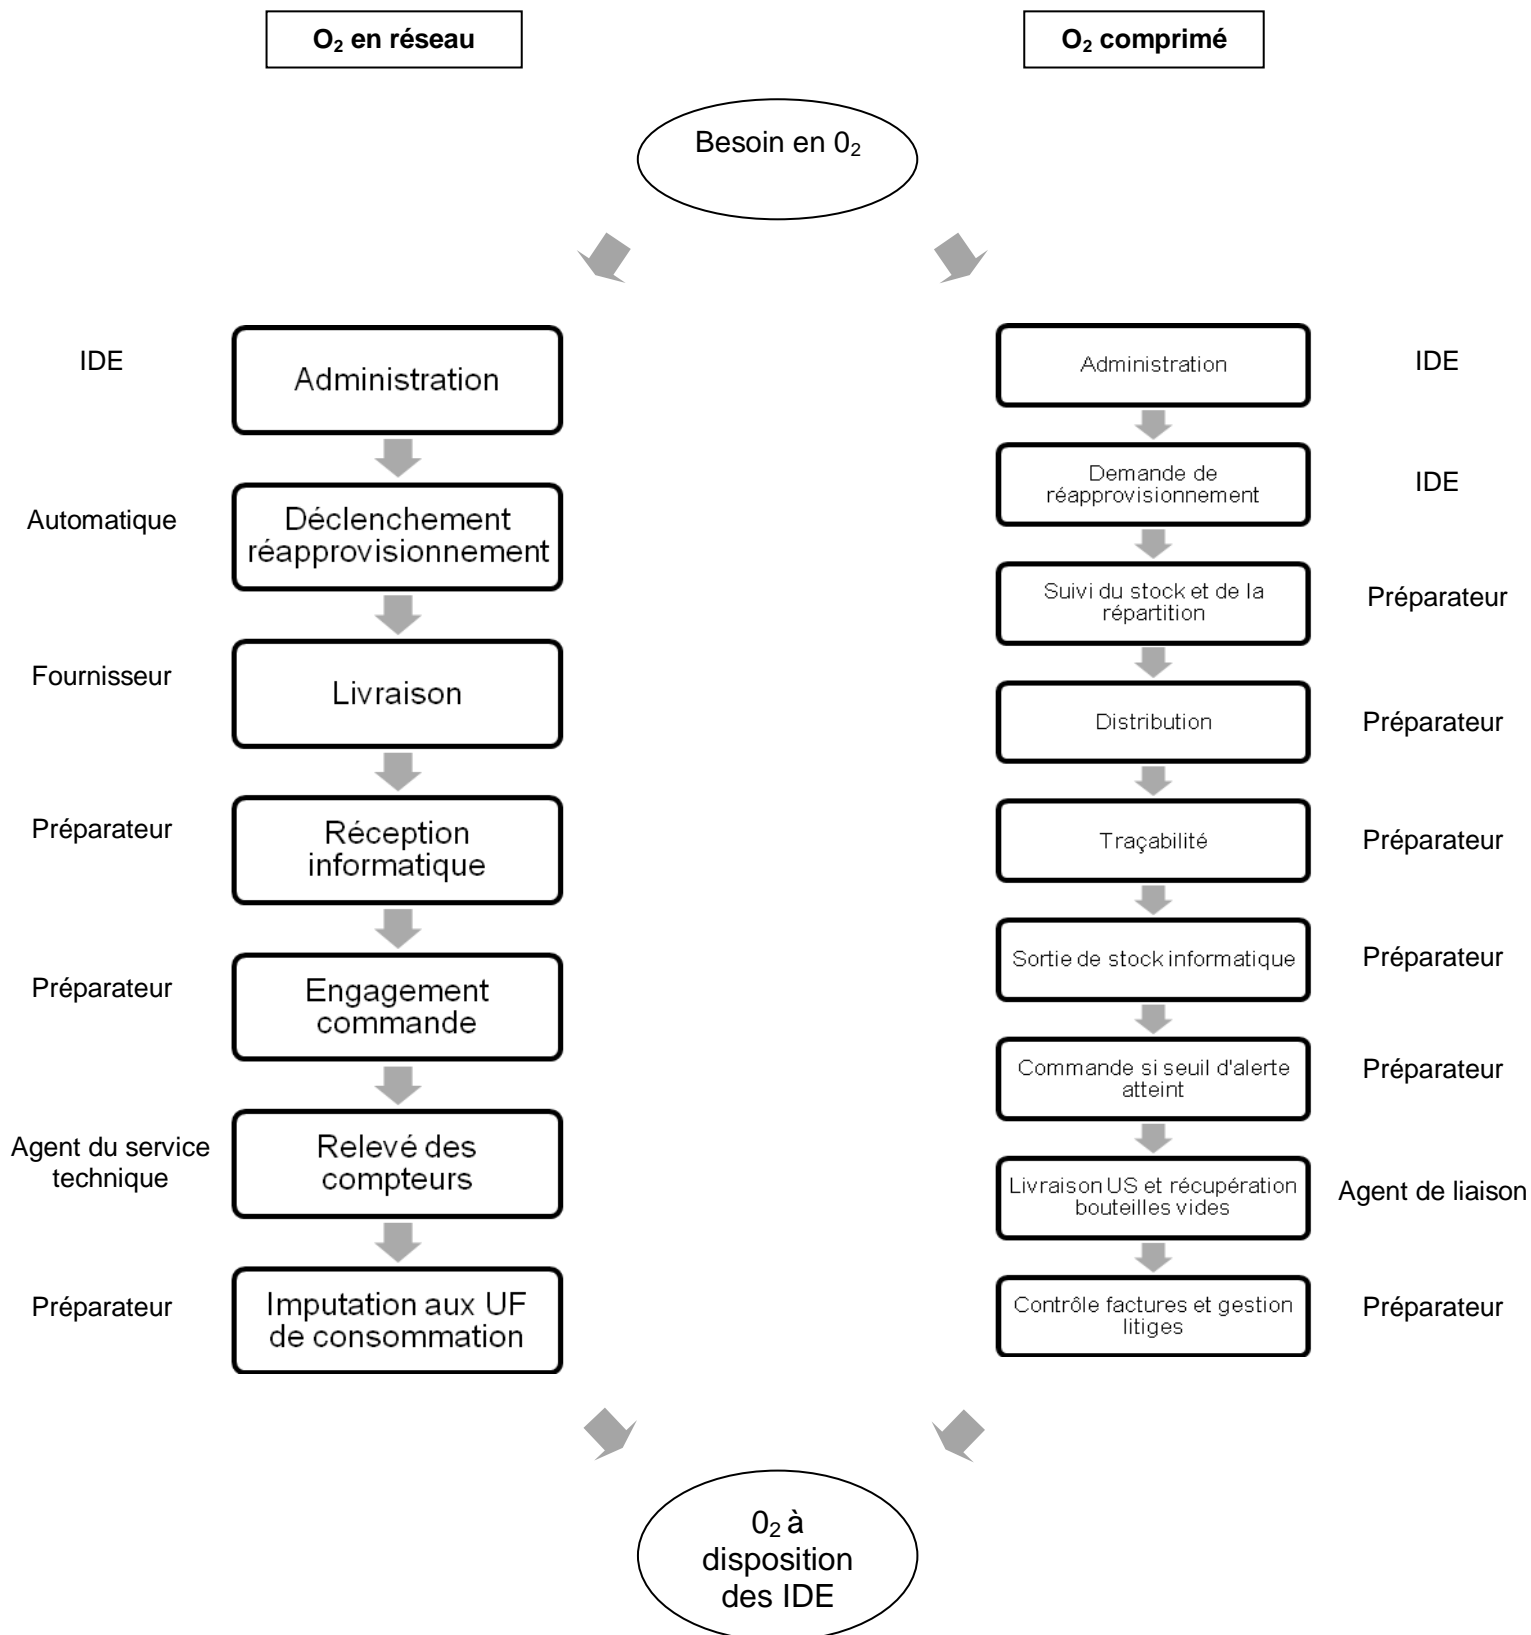 O₂ en réseau
O₂ comprimé
Besoin en 0₂
IDE
Administration
Automatique
Déclenchement
réapprovisionnement
Fournisseur
Livraison
Préparateur
Réception
informatique
Préparateur
Engagement
commande
Agent du service
technique
Relevé des
compteurs
Préparateur
Imputation aux UF
de consommation
Administration
IDE
Demande de
réapprovisionnement
IDE
Suivi du stock et de la
répartition
Préparateur
Distribution
Préparateur
Traçabilité
Préparateur
Sortie de stock informatique
Préparateur
Commande si seuil d'alerte
atteint
Préparateur
Livraison US et récupération
bouteilles vides
Agent de liaison
Contrôle factures et gestion
litiges
Préparateur
0₂ à
disposition
des IDE